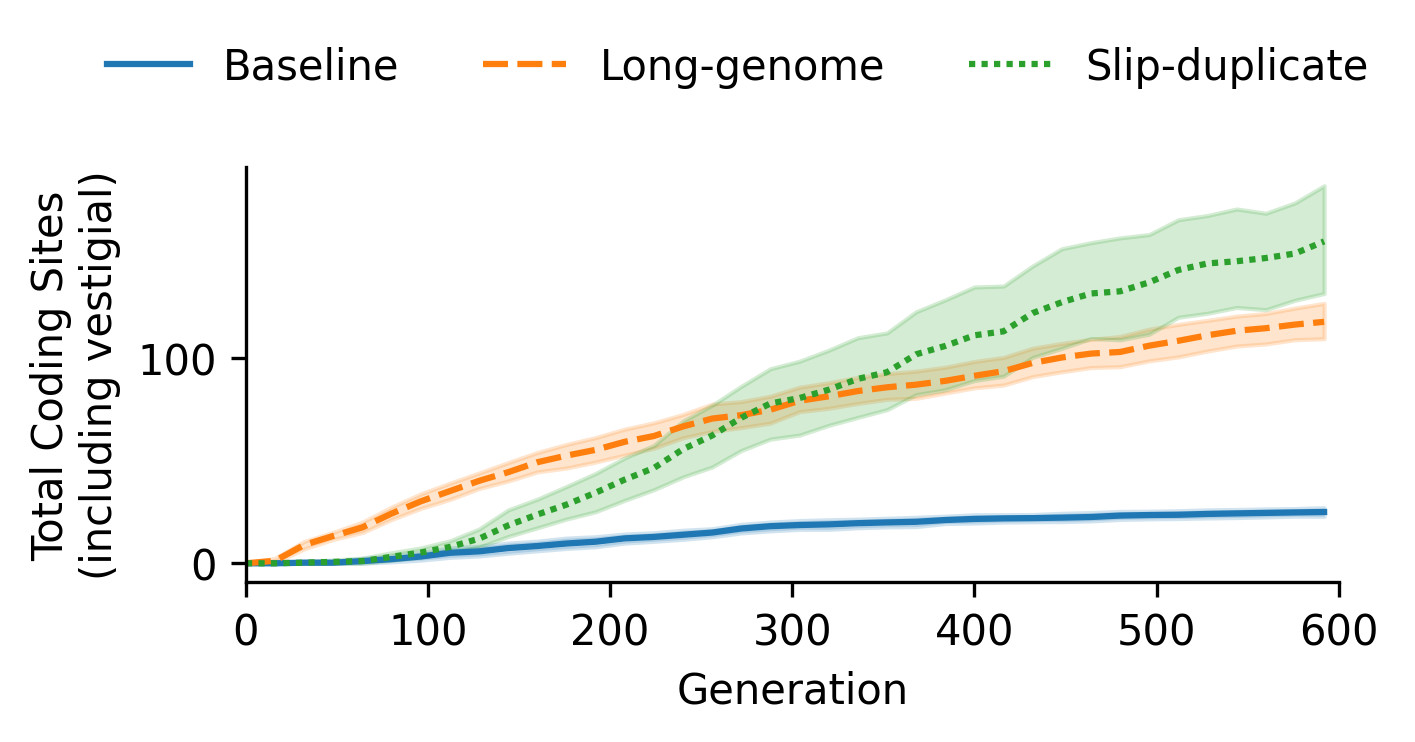 Baseline
Long-genome
Slip-duplicate
Total Coding Sites
(including vestigial)
100
0
0
100
200
300
400
500
600
Generation